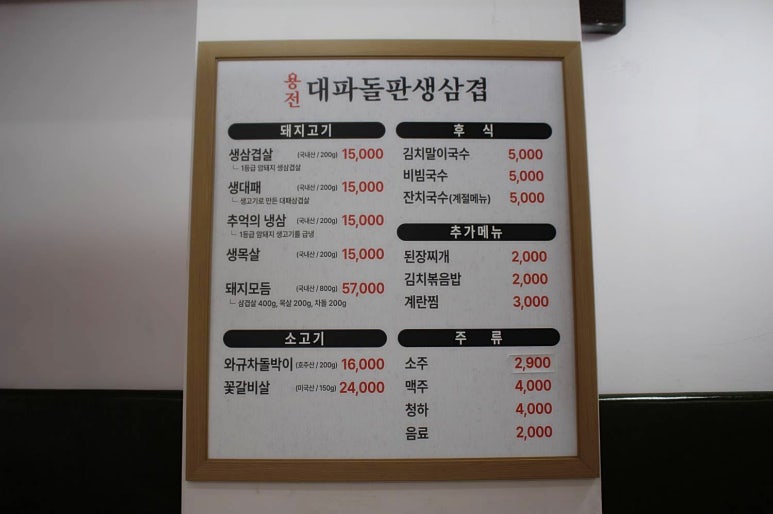 용전 대파돌판생삼겹
돼지고기
생삼겹살 (국내산 / 200g) 15,000
ㄴ 1등급 암돼지 생삼겹살
생대패 (국내산 / 200g) 15,000
ㄴ 생고기로 만든 대패삼겹살
추억의 냉삼 (국내산 / 200g) 15,000
ㄴ 1등급 암돼지 생고기를 급냉
생목살 (국내산 / 200g) 15,000
돼지모듬 (국내산 / 800g) 57,000
ㄴ 삼겹살 400g, 목살 200g, 차돌 200g
소고기
와규차돌박이 (호주산 / 200g) 16,000
꽃갈비살 (미국산 / 150g) 24,000
후 식
김치말이국수 5,000
비빔국수 5,000
잔치국수(계절메뉴) 5,000
추가메뉴
된장찌개 2,000
김치볶음밥 2,000
계란찜 3,000
주 류
소주 2,900
맥주 4,000
청하 4,000
음료 2,000